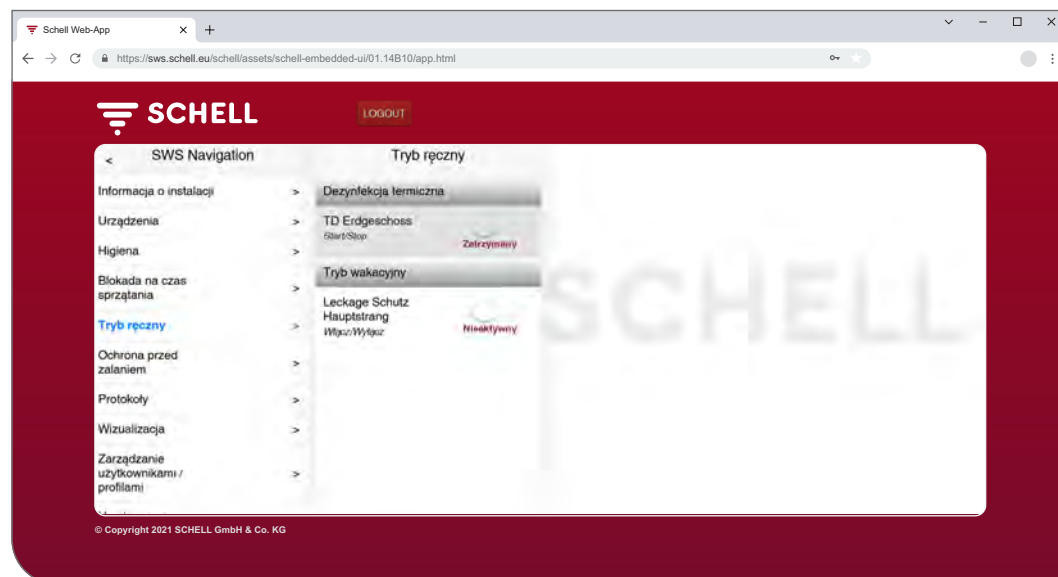 Schell Web-App
https://sws.schell.eu/schell/assets/schell-embedded-ui/01.14B10/app.html
SCHELL
LOGOUT
< SWS Navigation
Tryb ręczny
Informacja o instalacji >
Urządzenia >
Higiena >
Blokada na czas
sprzątania >
Tryb ręczny >
Ochrona przed
zalaniem >
Protokoły >
Wizualizacja >
Zarządzanie
użytkownikami /
profilami >
Dezynfekcja termiczna
TD Erdgeschoss
Start/Stop
Zatrzymany
Tryb wakacyjny
Leckage Schutz
Hauptstrang
Włącz/Wyłącz
Nieaktywny
SCHELL
© Copyright 2021 SCHELL GmbH & Co. KG